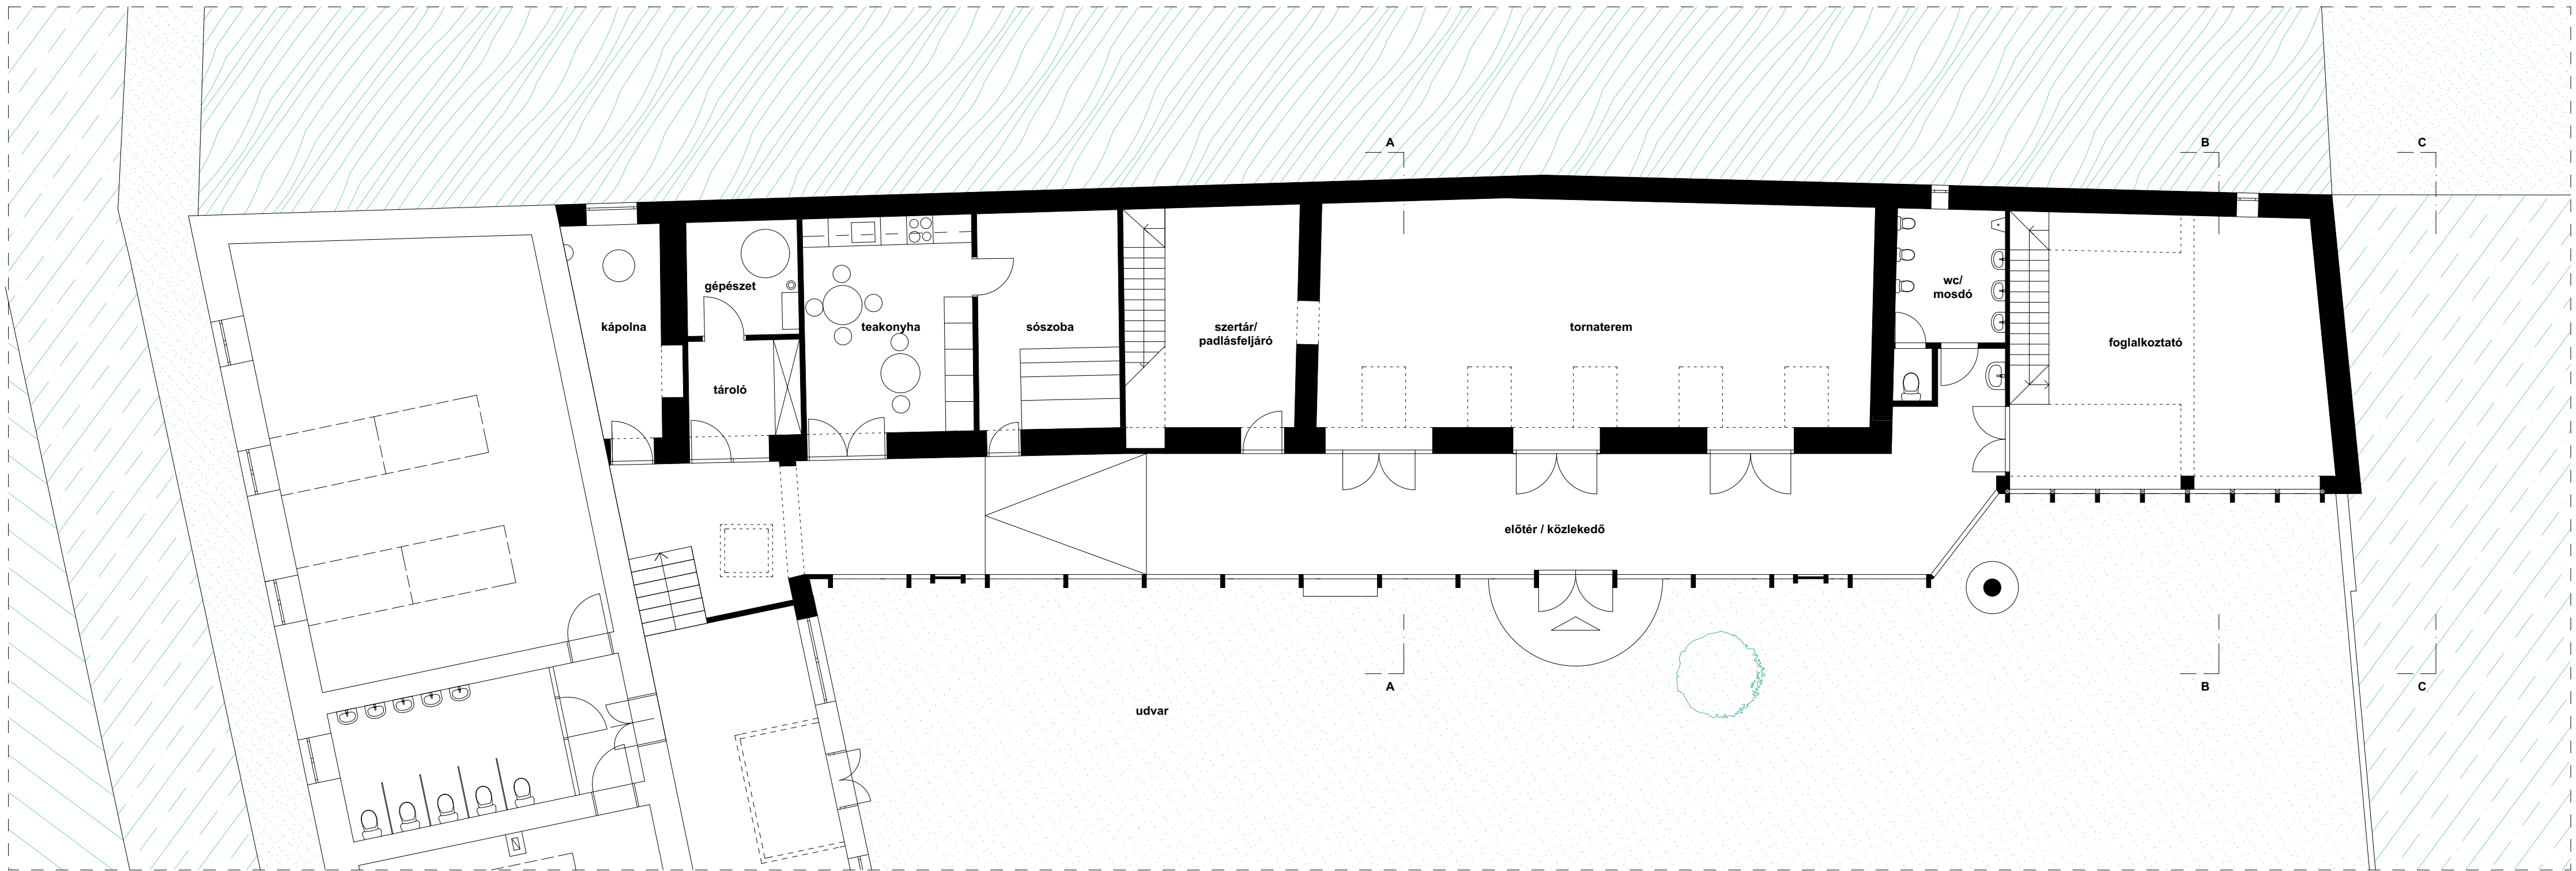 A
B
C
gépészet
kápolna
teakonyha
sószoba
szertár/
padlásfeljáró
tornaterem
wc/
mosdó
foglalkoztató
tároló
előtér / közlekedő
A
B
C
udvar